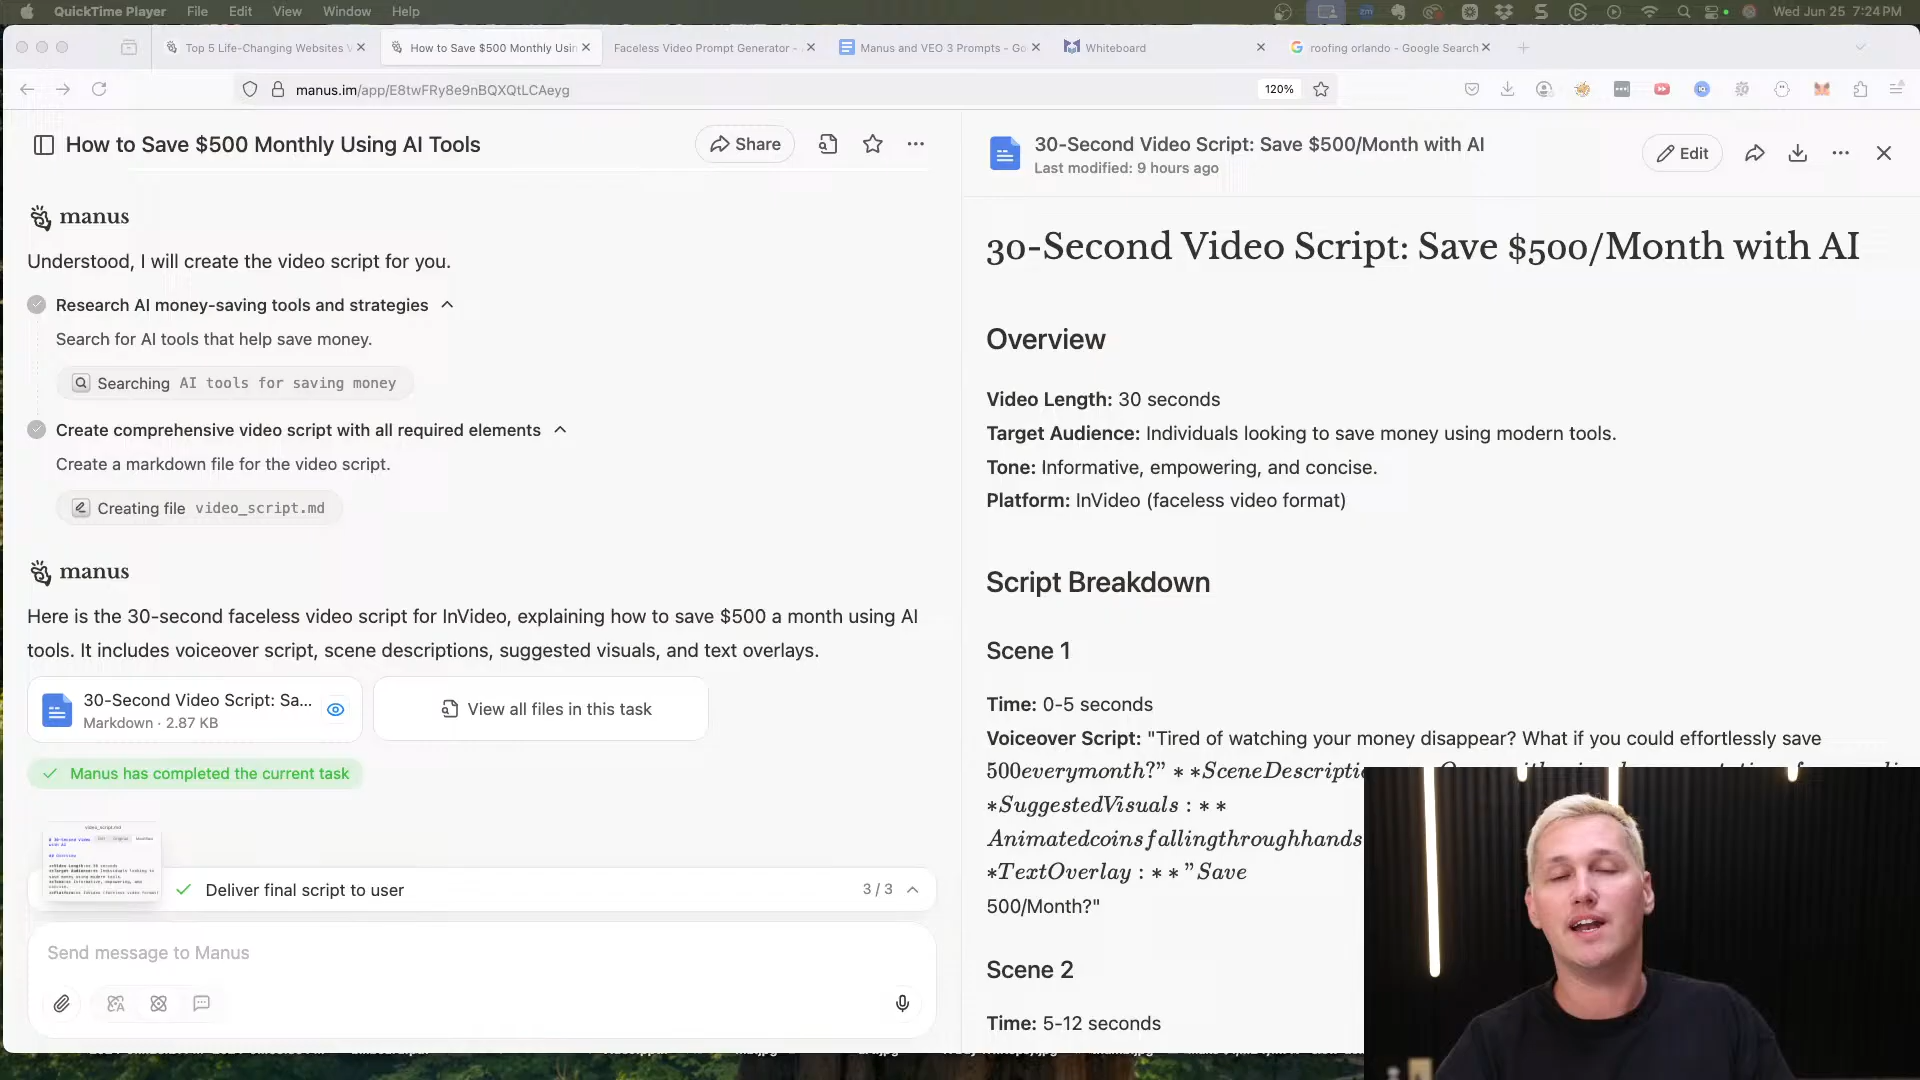 QuickTime Player File Edit View Window Help
Wed Jun 25 7:24 PM
Top 5 Life-Changing Websites
How to Save $500 Monthly Usin
Faceless Video Prompt Generator -
Manus and VEO 3 Prompts - Go
Whiteboard
roofing orlando - Google Search
manus.im/app/E8twFRy8e9nBQXQtLCAeyg
120%
How to Save $500 Monthly Using AI Tools
Share
manus
Understood, I will create the video script for you.
Research AI money-saving tools and strategies
Search for AI tools that help save money.
Searching AI tools for saving money
Create comprehensive video script with all required elements
Create a markdown file for the video script.
Creating file video_script.md
manus
Here is the 30-second faceless video script for InVideo, explaining how to save $500 a month using AI
tools. It includes voiceover script, scene descriptions, suggested visuals, and text overlays.
30-Second Video Script: Sa...
Markdown · 2.87 KB
View all files in this task
Manus has completed the current task
video_script.md
Deliver final script to user
3 / 3
Send message to Manus
30-Second Video Script: Save $500/Month with AI
Last modified: 9 hours ago
Edit
30-Second Video Script: Save $500/Month with AI
Overview
Video Length: 30 seconds
Target Audience: Individuals looking to save money using modern tools.
Tone: Informative, empowering, and concise.
Platform: InVideo (faceless video format)
Script Breakdown
Scene 1
Time: 0-5 seconds
Voiceover Script: "Tired of watching your money disappear? What if you could effortlessly save
500everymonth?"**SceneDescriptio
*SuggestedVisuals:**
Animatedcoinsfallingthroughhands
*TextOverlay:**"Save
500/Month?"
Scene 2
Time: 5-12 seconds